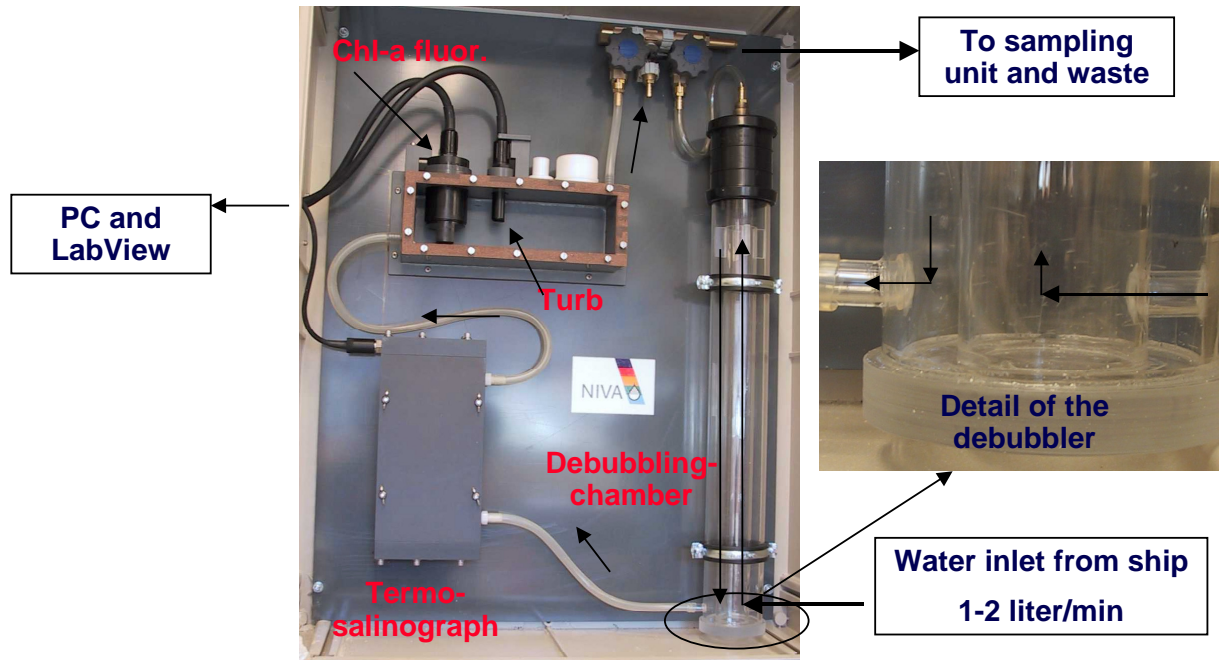 Chl-a fluor.
To sampling
unit and waste
PC and
LabView
Turb
NIVA
Debubbling-
chamber
Detail of the
debubbler
Termo-
salinograph
Water inlet from ship
1-2 liter/min